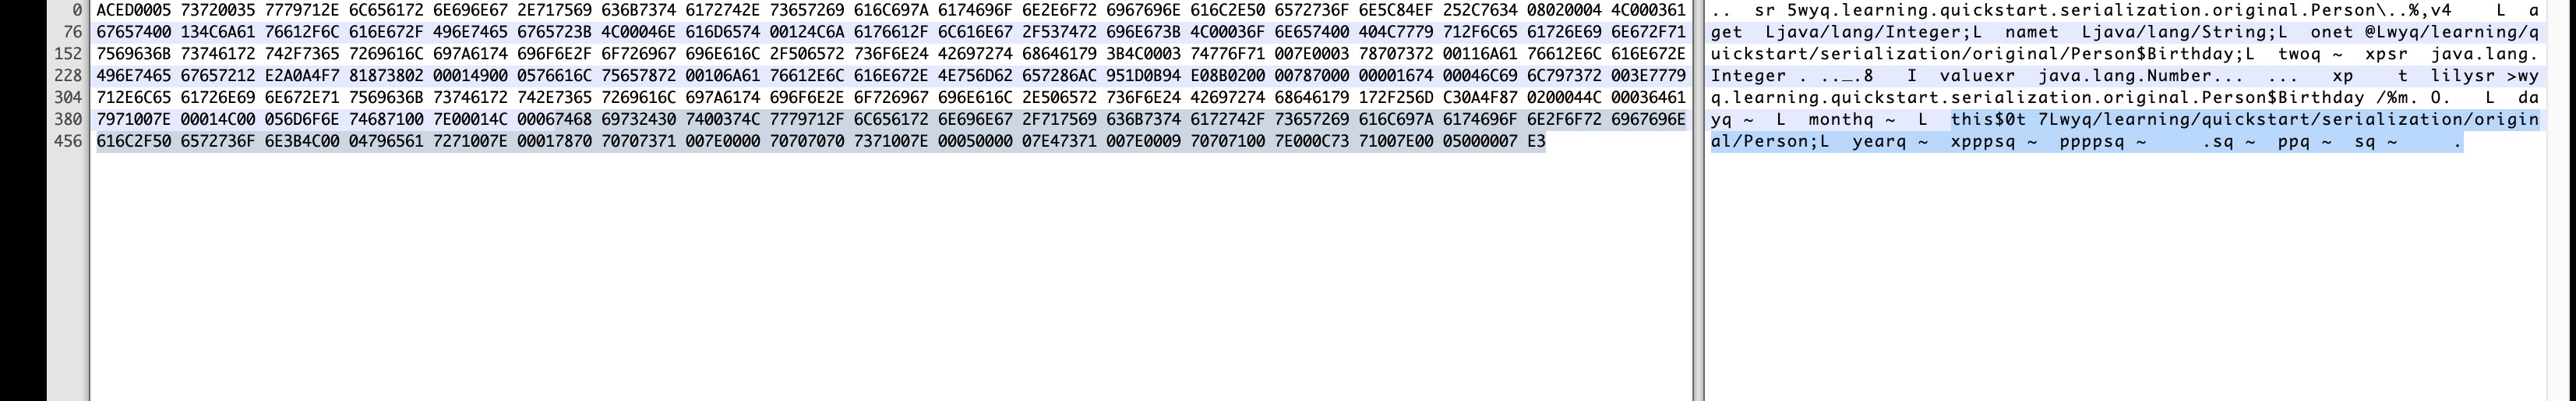 0 ACED0005 73720035 7779712E 6C656172 6E696E67 2E717569 636B7374 6172742E 73657269 616C697A 6174696F 6E2E6F72 6967696E 616C2E50 6572736F 6E5C84EF 252C7634 08020004 4C000361 .. sr 5wyq.learning.quickstart.serialization.original.Person\..%,v4 L a
76 67657400 134C6A61 76612F6C 616E672F 496E7465 6765723B 4C00046E 616D6574 00124C6A 6176612F 6C616E67 2F537472 696E673B 4C00036F 6E657400 404C7779 712F6C65 61726E69 6E672F71 get Ljava/lang/Integer;L namet Ljava/lang/String;L onet @Lwyq/learning/q
152 7569636B 73746172 742F7365 7269616C 697A6174 696F6E2F 6F726967 696E616C 2F506572 736F6E24 42697274 68646179 3B4C0003 74776F71 007E0003 78707372 00116A61 76612E6C 616E672E uickstart/serialization/original/Person$Birthday;L twoq ~ xpsr java.lang.
228 496E7465 67657212 E2A0A4F7 81873802 00014900 0576616C 75657872 00106A61 76612E6C 616E672E 4E756D62 657286AC 951D0B94 E08B0200 00787000 00001674 00046C69 6C797372 003E7779 Integer . .._.8 I valuexr java.lang.Number... ... xp t lilysr >wy
304 712E6C65 61726E69 6E672E71 7569636B 73746172 742E7365 7269616C 697A6174 696F6E2E 6F726967 696E616C 2E506572 736F6E24 42697274 68646179 172F256D C30A4F87 0200044C 00036461 q.learning.quickstart.serialization.original.Person$Birthday /%m. O. L da
380 7971007E 00014C00 056D6F6E 74687100 7E00014C 00067468 69732430 7400374C 7779712F 6C656172 6E696E67 2F717569 636B7374 6172742F 73657269 616C697A 6174696F 6E2F6F72 6967696E yq ~ L monthq ~ L this$0t 7Lwyq/learning/quickstart/serialization/origin
456 616C2F50 6572736F 6E3B4C00 04796561 7271007E 00017870 70707371 007E0000 70707070 7371007E 00050000 07E47371 007E0009 70707100 7E000C73 71007E00 05000007 E3 al/Person;L yearq ~ xpppsq ~ ppppsq ~ .sq ~ ppq ~ sq ~ .